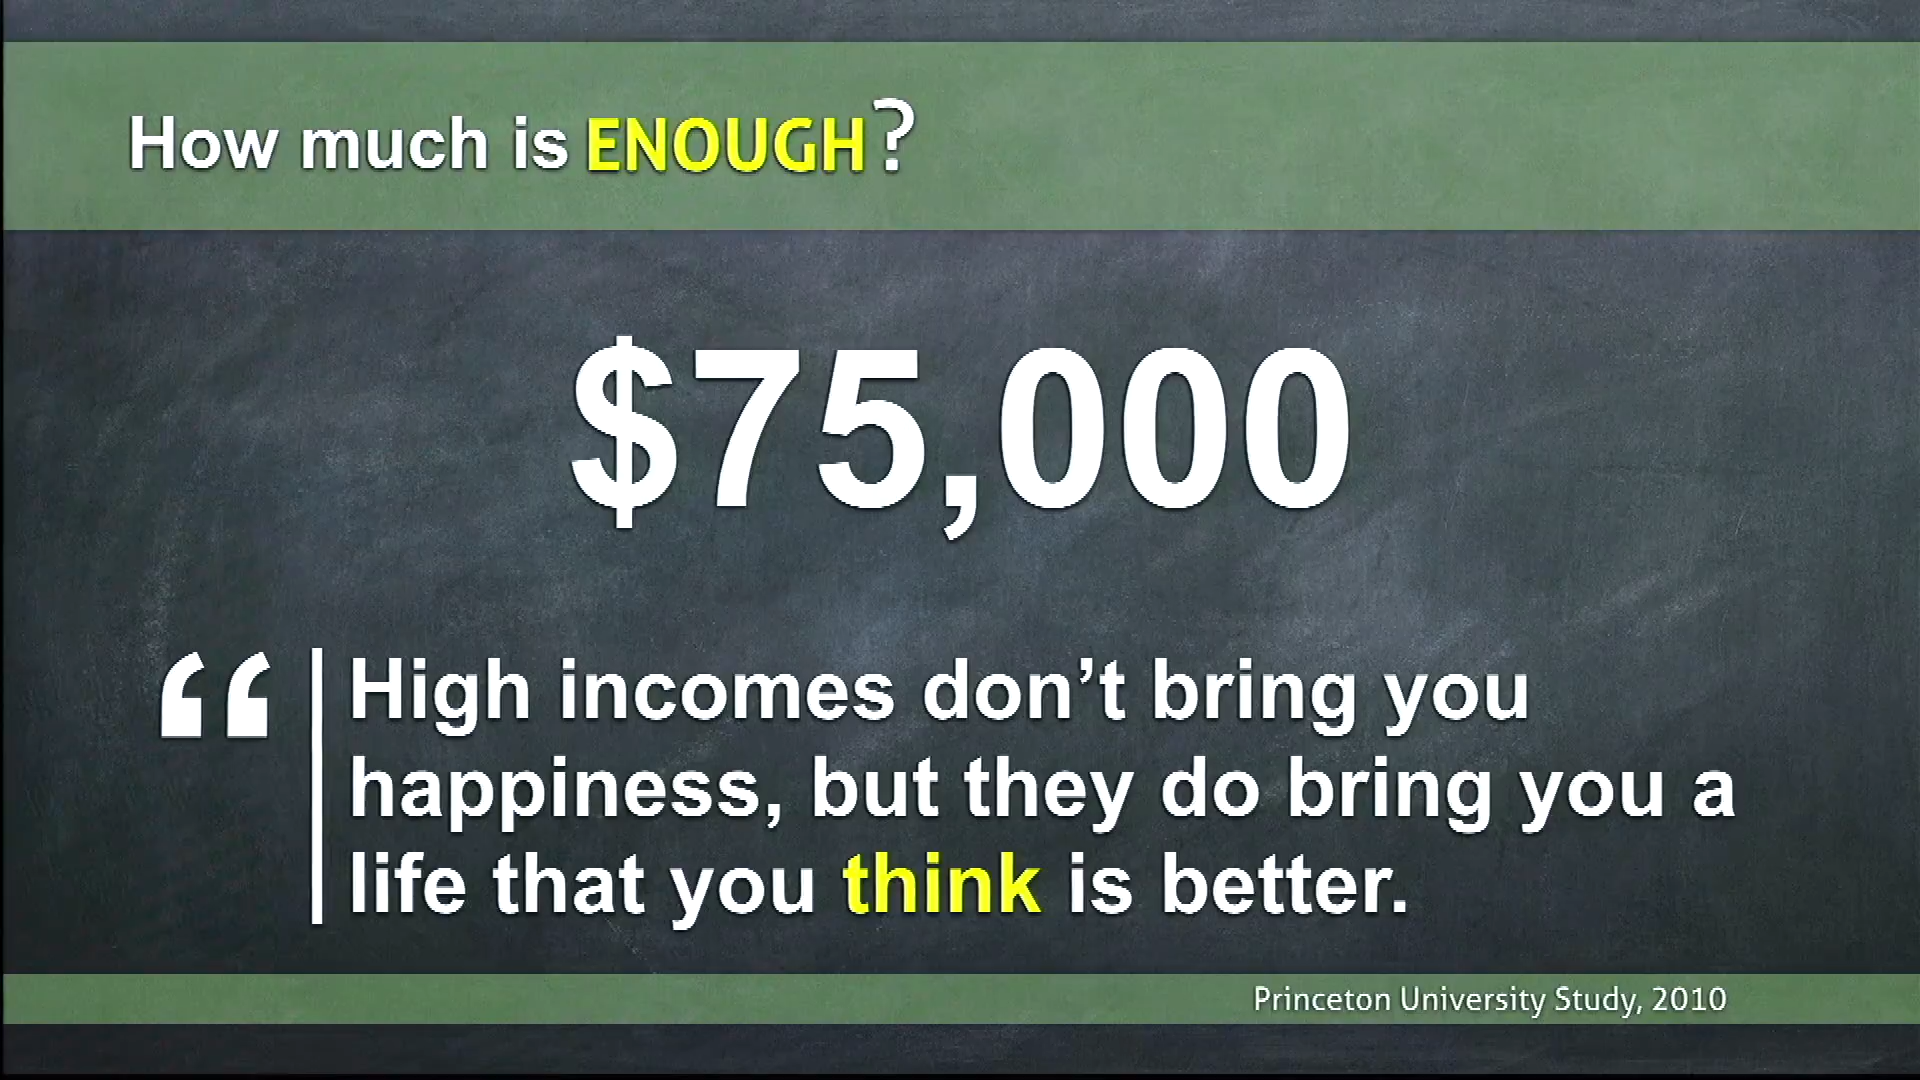 How much is ENOUGH?
$75,000
“ High incomes don’t bring you
happiness, but they do bring you a
life that you think is better.
Princeton University Study, 2010